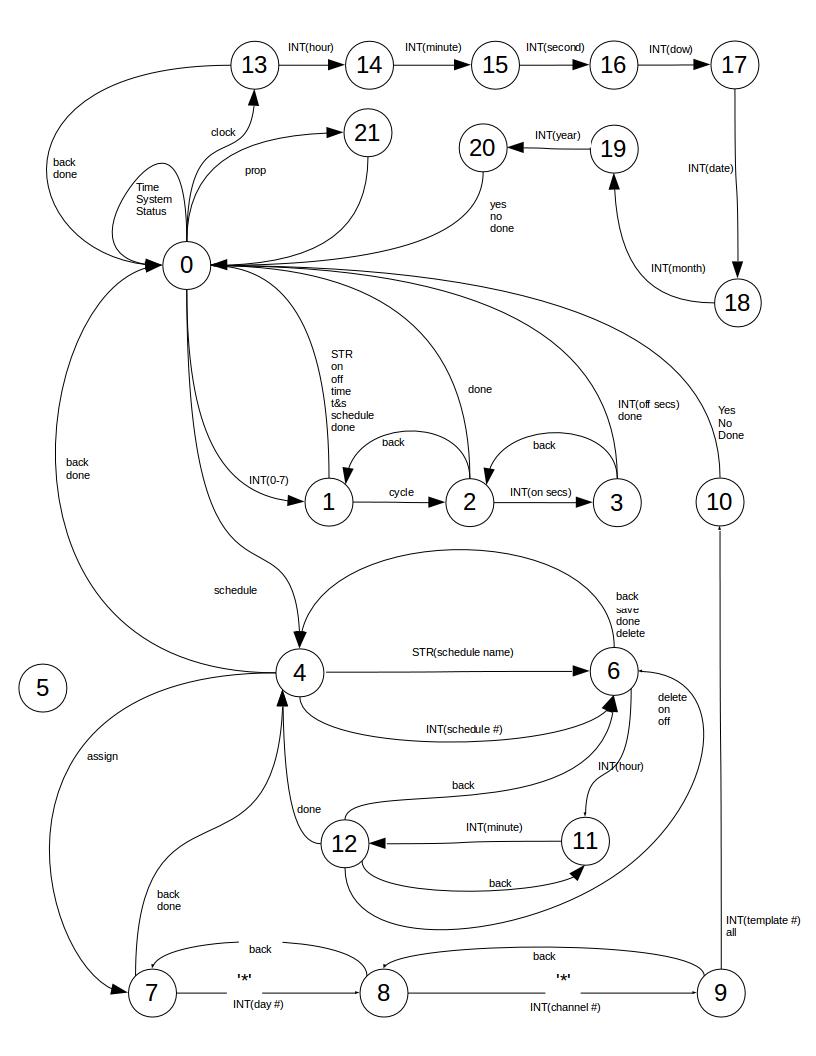 INT(hour)
INT(minute)
INT(second)
INT(dow)
13
14
15
16
17
clock
21
20
INT(year)
19
back
done
prop
INT(date)
Time
System
Status
yes
no
done
0
INT(month)
18
STR
on
off
time
t&s
schedule
done
done
INT(off secs)
done
Yes
No
Done
back
back
back
done
INT(0-7)
1
cycle
2
INT(on secs)
3
10
schedule
back
save
done
delete
4
STR(schedule name)
6
5
delete
on
off
INT(schedule #)
assign
INT(hour)
back
done
INT(minute)
12
11
back
back
done
INT(template #)
all
back
back
'*'
'*'
7
8
9
INT(day #)
INT(channel #)